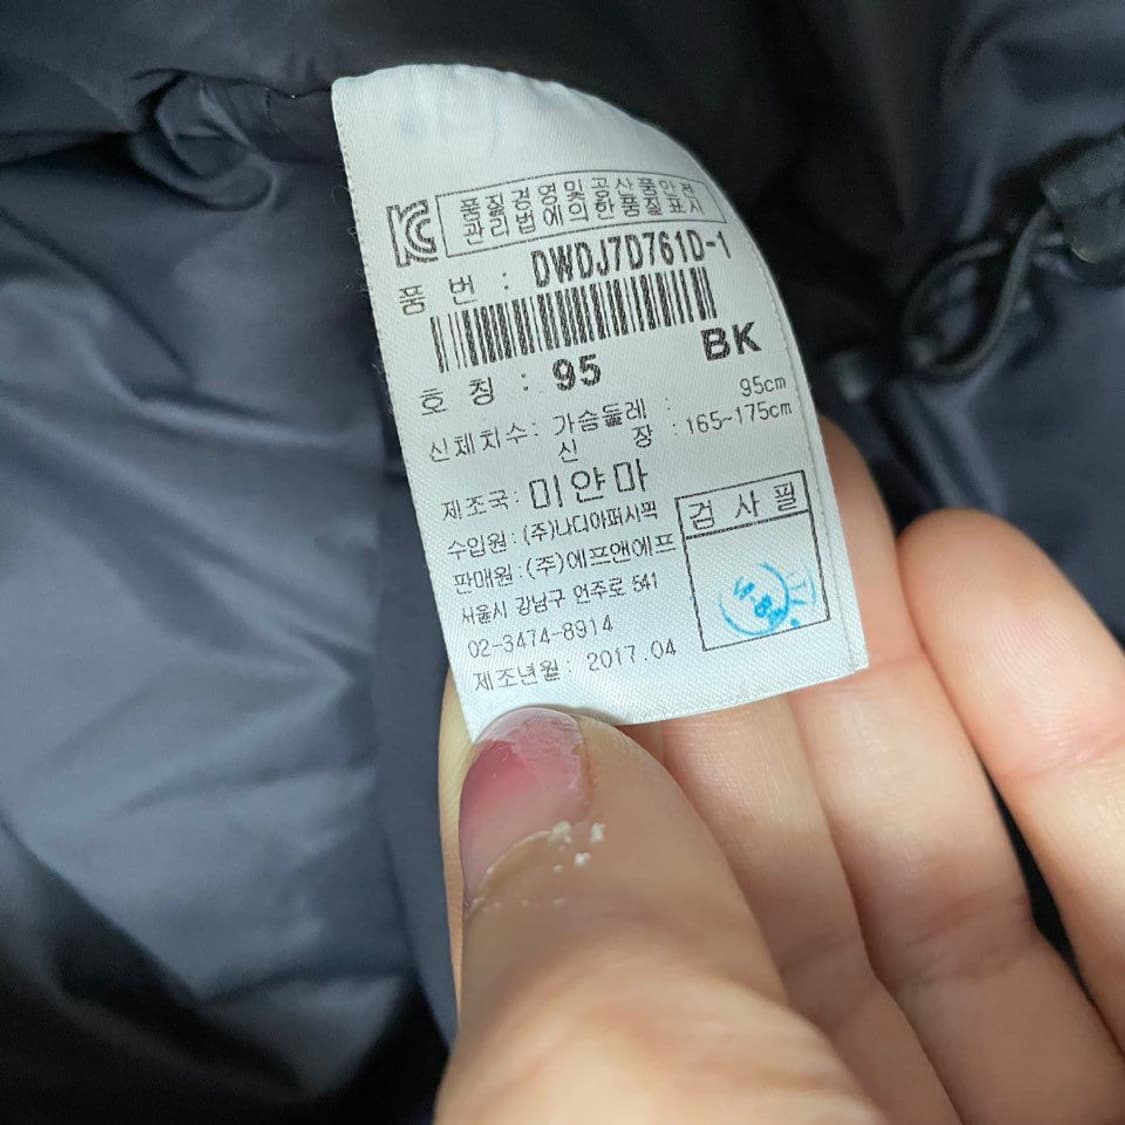 KC 품질경영및공산품안전
관리법에의한품질표시
품 번 : DWDJ7D761D-1
BK
호 칭 : 95
신체치수: 가슴둘레 : 95cm
신 장 : 165~175cm
제조국: 미얀마
수입원: (주)나디아퍼시픽
판매원: (주)에프앤에프
서울시 강남구 언주로 541
02-3474-8914
제조년월: 2017.04
검 사 필